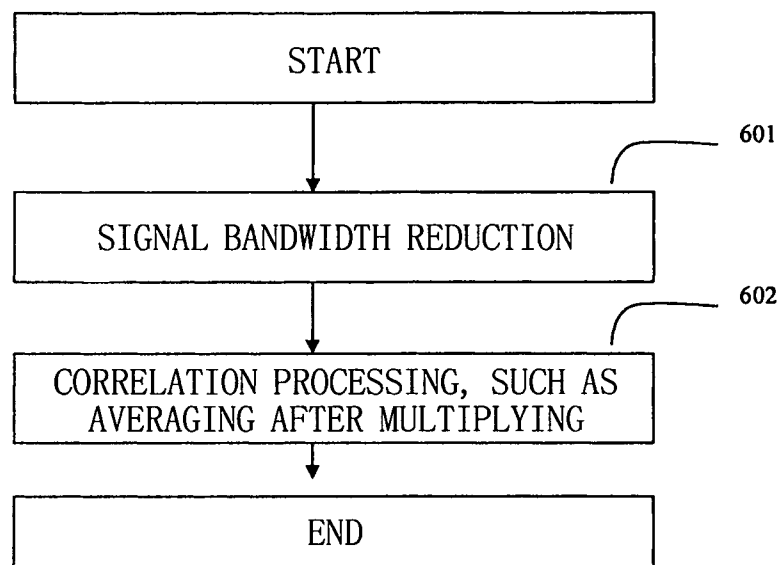 START
601
SIGNAL BANDWIDTH REDUCTION
602
CORRELATION PROCESSING, SUCH AS
AVERAGING AFTER MULTIPLYING
END